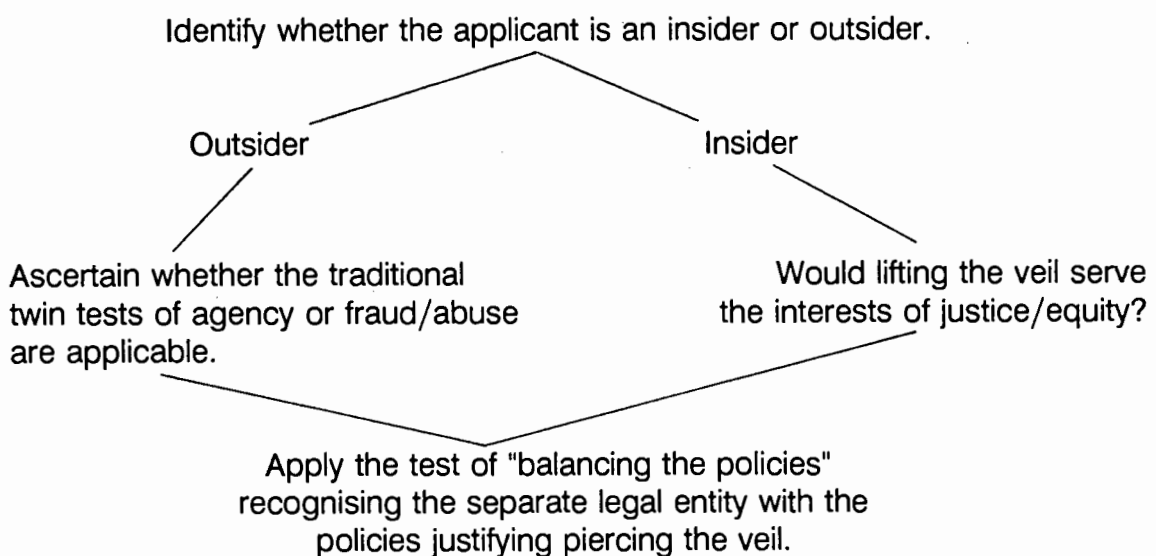 Identify whether the applicant is an insider or outsider.
Outsider
Insider
Ascertain whether the traditional
twin tests of agency or fraud/abuse
are applicable.
Would lifting the veil serve
the interests of justice/equity?
Apply the test of "balancing the policies"
recognising the separate legal entity with the
policies justifying piercing the veil.